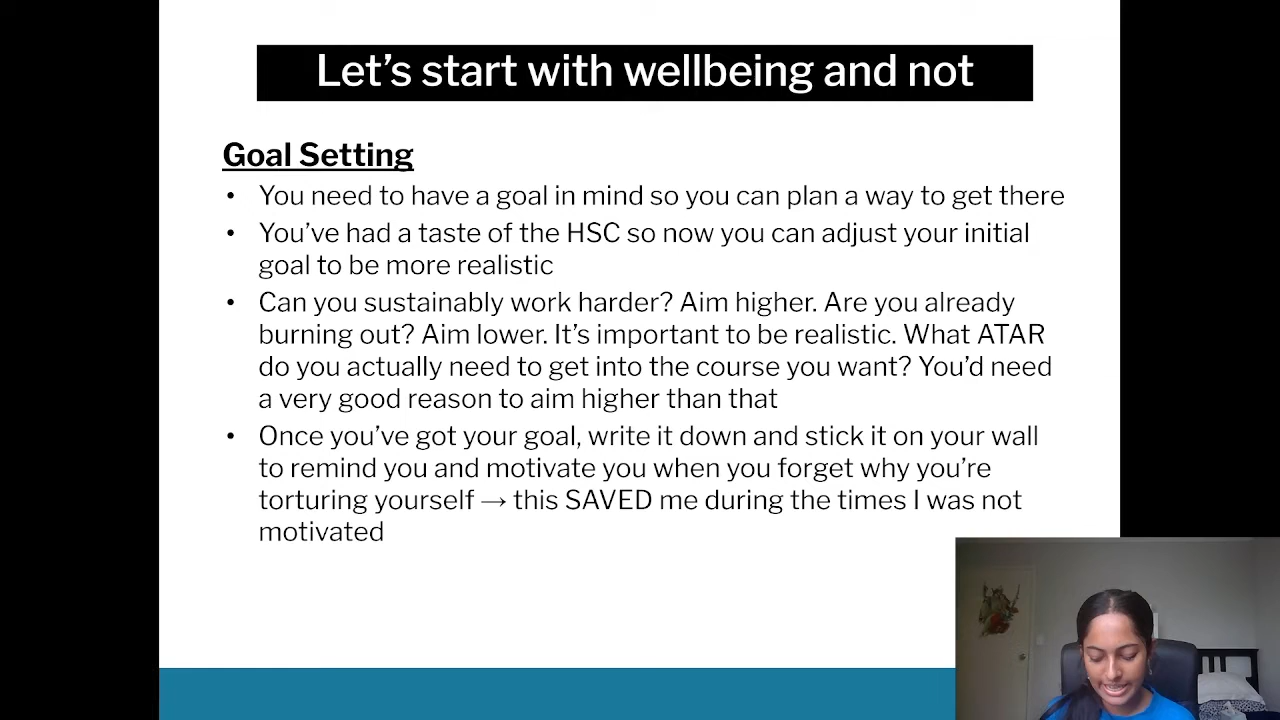 Let’s start with wellbeing and not
Goal Setting
• You need to have a goal in mind so you can plan a way to get there
• You’ve had a taste of the HSC so now you can adjust your initial
goal to be more realistic
• Can you sustainably work harder? Aim higher. Are you already
burning out? Aim lower. It’s important to be realistic. What ATAR
do you actually need to get into the course you want? You’d need
a very good reason to aim higher than that
• Once you’ve got your goal, write it down and stick it on your wall
to remind you and motivate you when you forget why you’re
torturing yourself → this SAVED me during the times I was not
motivated